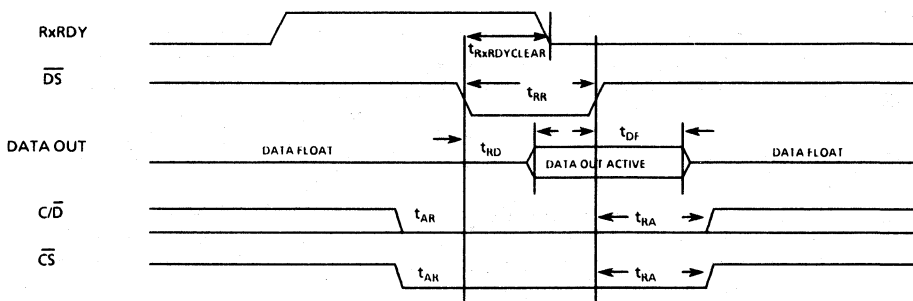 RxRDY
tRxRDYCLEAR
DS
tRR
DATA OUT
DATA FLOAT
tRD
tDF
DATA OUT ACTIVE
DATA FLOAT
C/D
tAR
tRA
CS
tAR
tRA